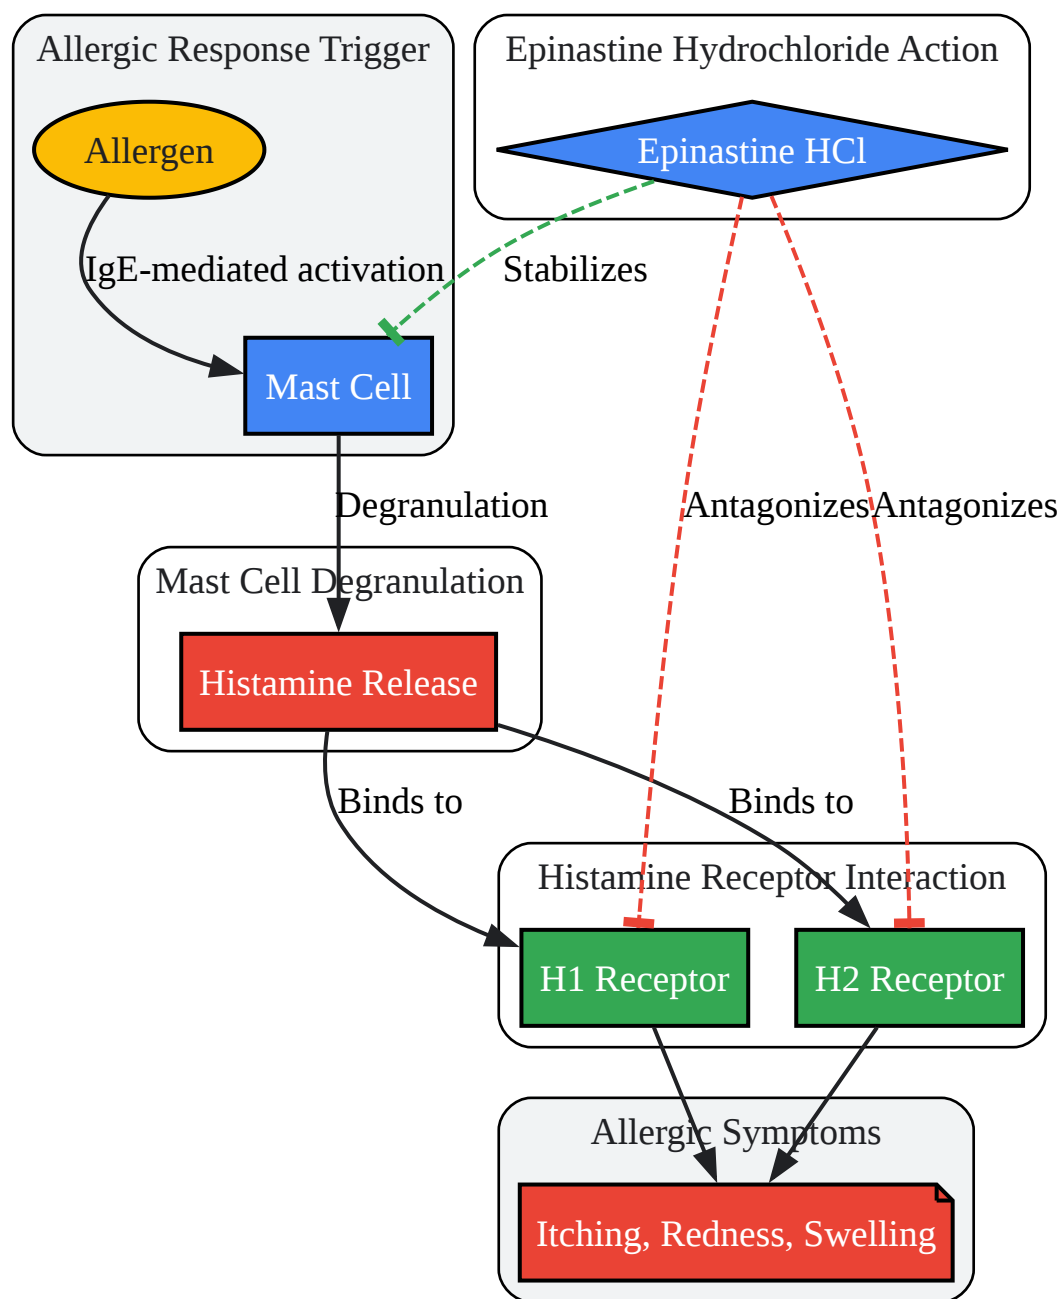 Allergic Response Trigger
Epinastine Hydrochloride Action
Allergen
Epinastine HCl
IgE-mediated activation
Stabilizes
Mast Cell
Degranulation
Antagonizes
Antagonizes
Mast Cell Degranulation
Histamine Release
Binds to
Binds to
Histamine Receptor Interaction
H1 Receptor
H2 Receptor
Allergic Symptoms
Itching, Redness, Swelling